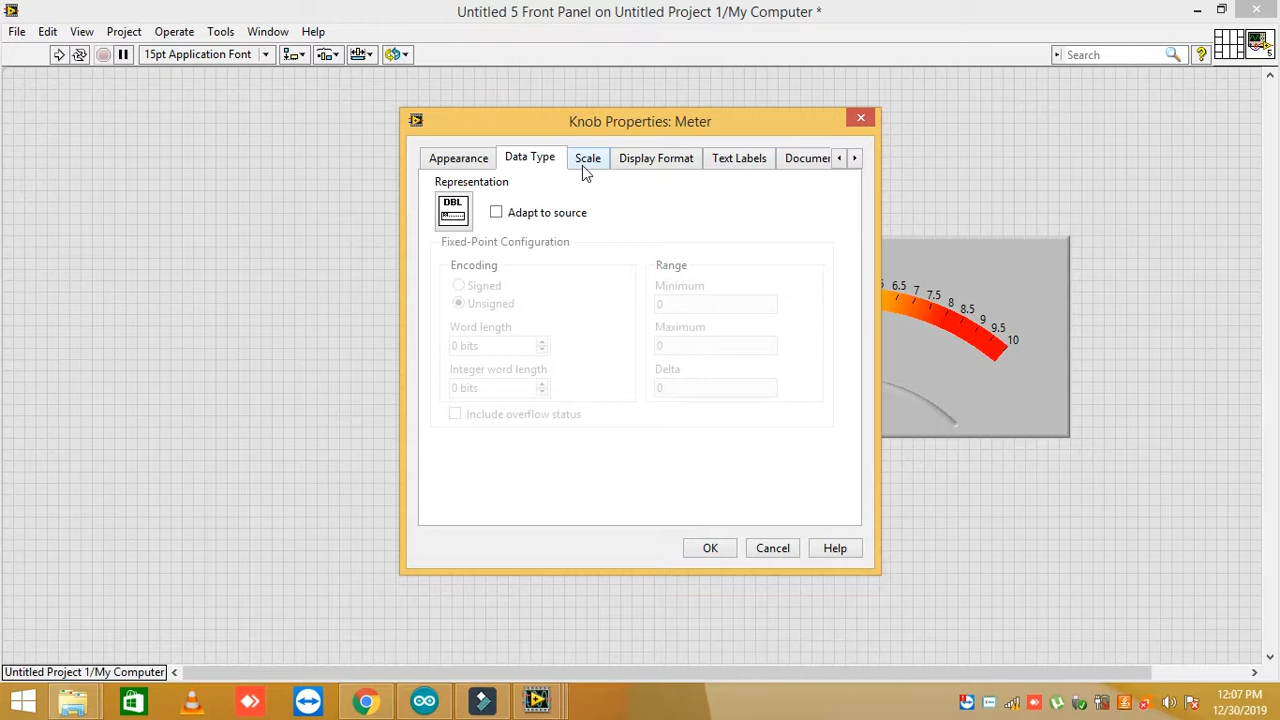 Untitled 5 Front Panel on Untitled Project 1/My Computer *
File Edit View Project Operate Tools Window Help
15pt Application Font
Search
5
Knob Properties: Meter
Appearance Data Type Scale Display Format Text Labels Documer
Representation
DBL
Adapt to source
Fixed-Point Configuration
Encoding
Range
Signed
Minimum
Unsigned
0
Word length
Maximum
0 bits
0
Integer word length
Delta
0 bits
0
Include overflow status
OK Cancel Help
6.5 7 7.5 8 8.5 9 9.5 10
Untitled Project 1/My Computer
12:07 PM
12/30/2019